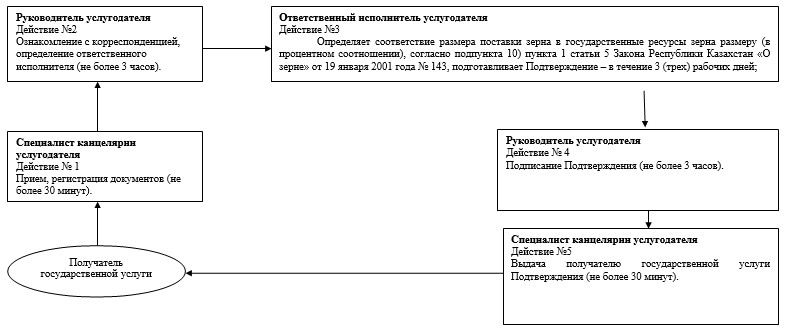 Руководитель услугодателя
Действие №2
Ознакомление с корреспонденцией,
определение ответственного
исполнителя (не более 3 часов).
Ответственный исполнитель услугодателя
Действие №3
Определяет соответствие размера поставки зерна в государственные ресурсы зерна размеру (в
процентном соотношении), согласно подпункта 10) пункта 1 статьи 5 Закона Республики Казахстан «О
зерне» от 19 января 2001 года № 143, подготавливает Подтверждение – в течение 3 (трех) рабочих дней;
Специалист канцелярии
услугодателя
Действие № 1
Прием, регистрация документов (не
более 30 минут).
Руководитель услугодателя
Действие № 4
Подписание Подтверждения (не более 3 часов).
Специалист канцелярии услугодателя
Действие №5
Выдача получателю государственной услуги
Подтверждения (не более 30 минут).
Получатель
государственной услуги